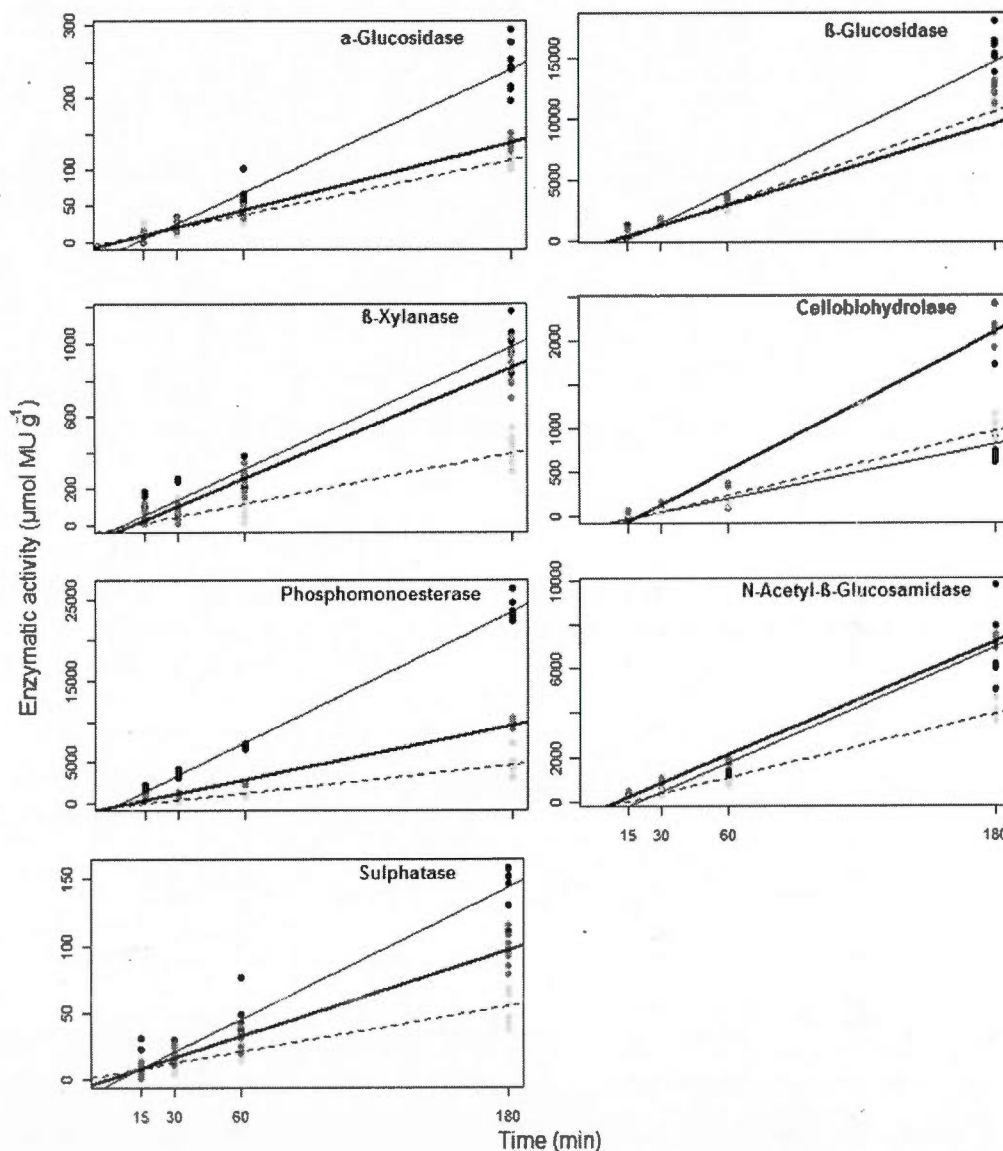 a-Glucosidase
300
200
100
50
0
ß-Glucosidase
15000
10000
5000
0
ß-Xylanase
1000
600
200
0
Cellobiohydrolase
2000
1000
500
0
Phosphomonoesterase
25000
15000
5000
0
N-Acetyl-ß-Glucosamidase
10000
6000
2000
0
15 30 60 180
Sulphatase
150
100
50
0
15 30 60 180
Enzymatic activity (µmol MU g⁻¹)
Time (min)